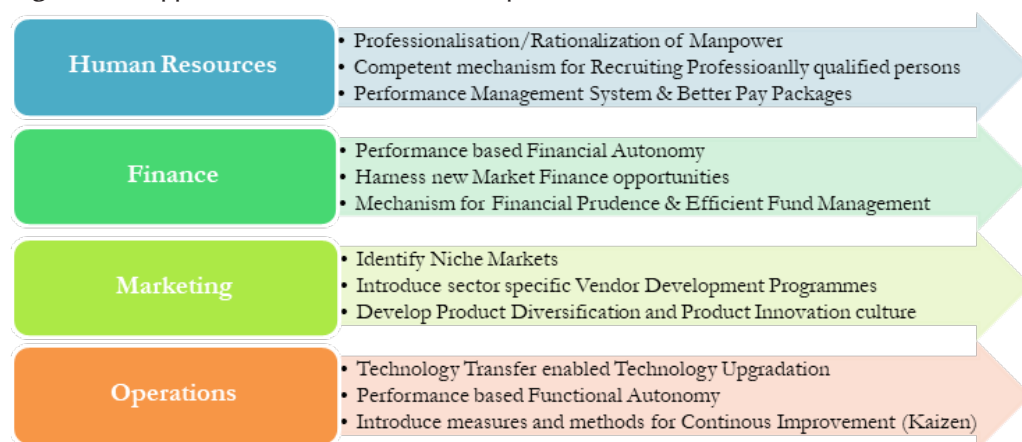 Human Resources
• Professionalisation/Rationalization of Manpower
• Competent mechanism for Recruiting Professioanlly qualified persons
• Performance Management System & Better Pay Packages
Finance
• Performance based Financial Autonomy
• Harness new Market Finance opportunities
• Mechanism for Financial Prudence & Efficient Fund Management
Marketing
• Identify Niche Markets
• Introduce sector specific Vendor Development Programmes
• Develop Product Diversification and Product Innovation culture
Operations
• Technology Transfer enabled Technology Upgradation
• Performance based Functional Autonomy
• Introduce measures and methods for Continous Improvement (Kaizen)